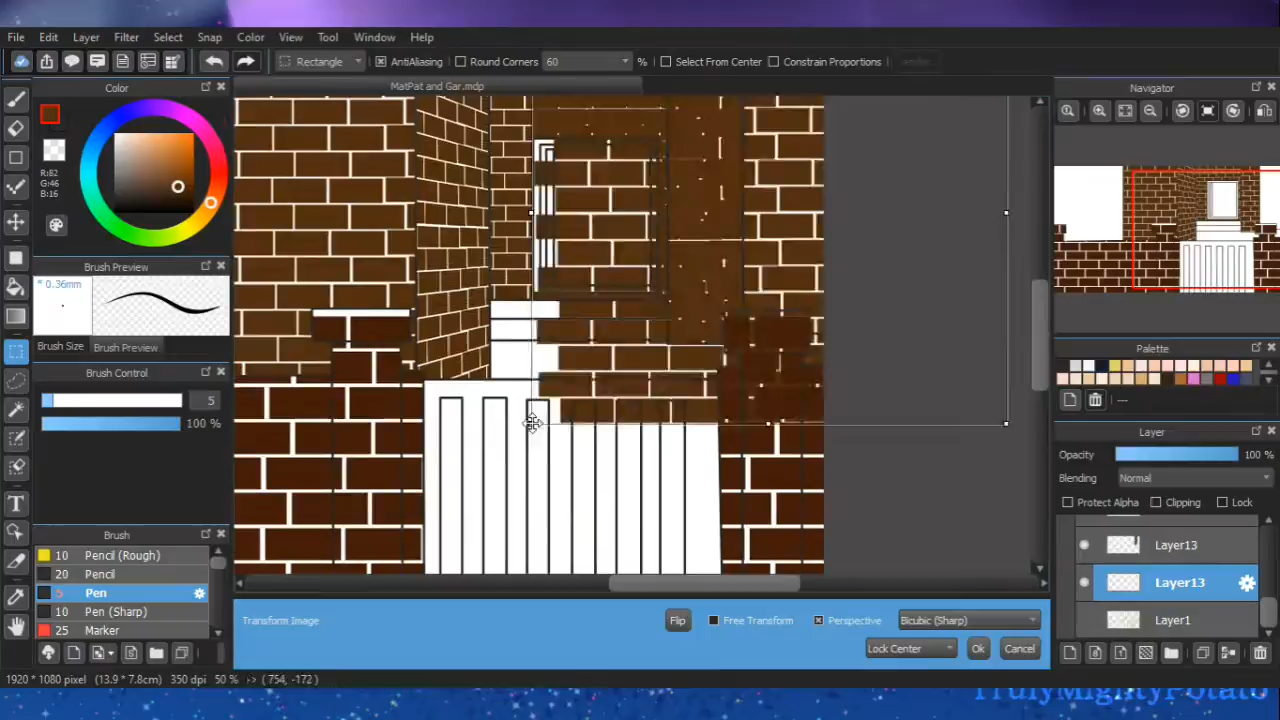 File Edit Layer Filter Select Snap Color View Tool Window Help
Rectangle AntiAliasing Round Corners 60 % Select From Center Constrain Proportions
Color
MatPat and Gar.mdp
Navigator
R:82
G:46
B:16
Brush Preview
* 0.36mm
Brush Size Brush Preview
Brush Control
5
100 %
Palette
---
Layer
Opacity 100 %
Blending Normal
Protect Alpha Clipping Lock
Layer13
Layer13
Layer1
Brush
10 Pencil (Rough)
20 Pencil
5 Pen
10 Pen (Sharp)
25 Marker
Transform Image Flip Free Transform Perspective Bicubic (Sharp)
Lock Center Ok Cancel
1920 * 1080 pixel (13.9 * 7.8cm) 350 dpi 50 % (754, -172)
TrulyMightyPotato